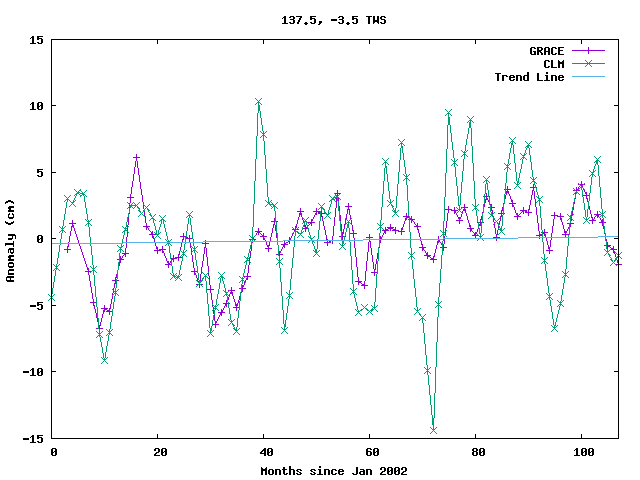 137.5, -3.5 TWS
GRACE
CLM
Trend Line
15
10
5
0
-5
-10
-15
Anomaly (cm)
0 20 40 60 80 100
Months since Jan 2002